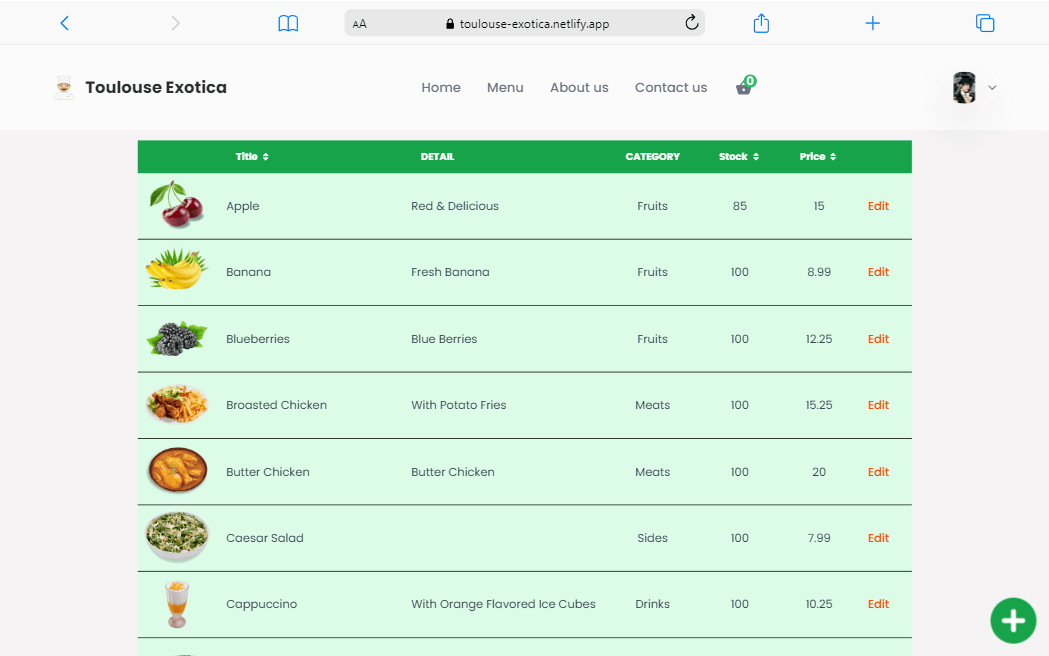 AA toulouse-exotica.netlify.app
Toulouse Exotica Home Menu About us Contact us 0
Title DETAIL CATEGORY Stock Price
Apple Red & Delicious Fruits 85 15 Edit
Banana Fresh Banana Fruits 100 8.99 Edit
Blueberries Blue Berries Fruits 100 12.25 Edit
Broasted Chicken With Potato Fries Meats 100 15.25 Edit
Butter Chicken Butter Chicken Meats 100 20 Edit
Caesar Salad Sides 100 7.99 Edit
Cappuccino With Orange Flavored Ice Cubes Drinks 100 10.25 Edit